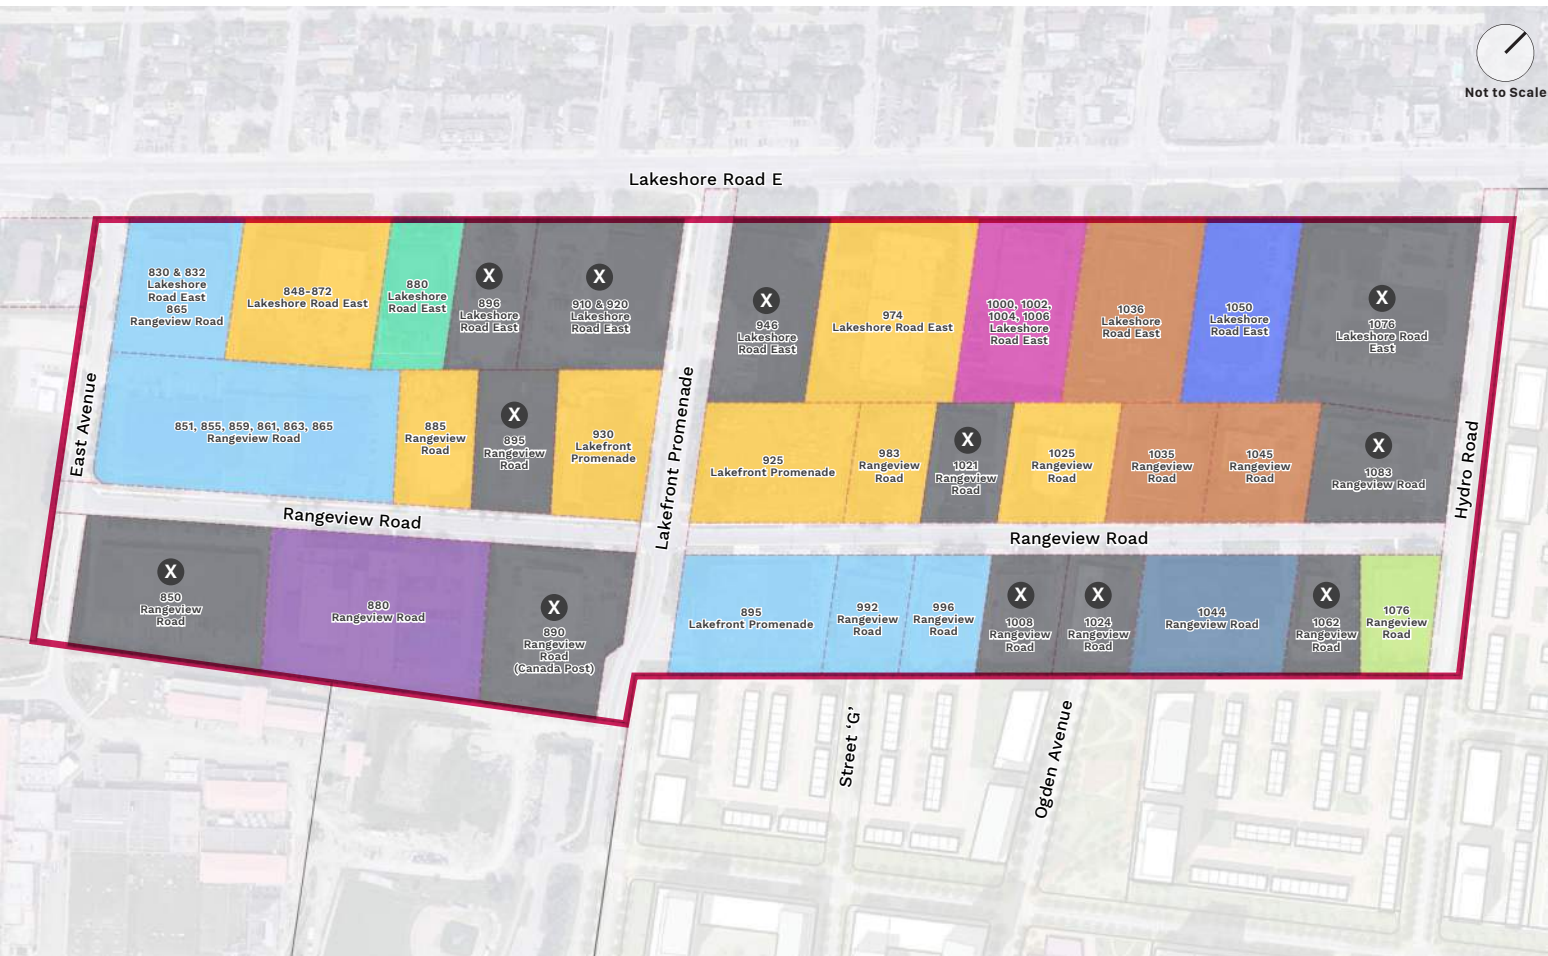 Not to Scale
Lakeshore Road E
830 & 832
Lakeshore
Road East
865
Rangeview Road
848-872
Lakeshore Road East
880
Lakeshore
Road East
X
896
Lakeshore
Road East
X
910 & 920
Lakeshore
Road East
X
946
Lakeshore
Road East
974
Lakeshore Road East
1000, 1002,
1004, 1006
Lakeshore
Road East
1036
Lakeshore
Road East
1050
Lakeshore
Road East
X
1076
Lakeshore Road
East
East Avenue
851, 855, 859, 861, 863, 865
Rangeview Road
885
Rangeview
Road
X
895
Rangeview
Road
930
Lakefront
Promenade
Lakefront Promenade
925
Lakefront Promenade
983
Rangeview
Road
X
1021
Rangeview
Road
1025
Rangeview
Road
1035
Rangeview
Road
1045
Rangeview
Road
X
1083
Rangeview Road
Hydro Road
Rangeview Road
Rangeview Road
X
850
Rangeview
Road
880
Rangeview Road
X
890
Rangeview
Road
(Canada Post)
895
Lakefront Promenade
992
Rangeview
Road
996
Rangeview
Road
X
1008
Rangeview
Road
X
1024
Rangeview
Road
1044
Rangeview Road
X
1062
Rangeview
Road
1076
Rangeview
Road
Street ‘G’
Ogden Avenue